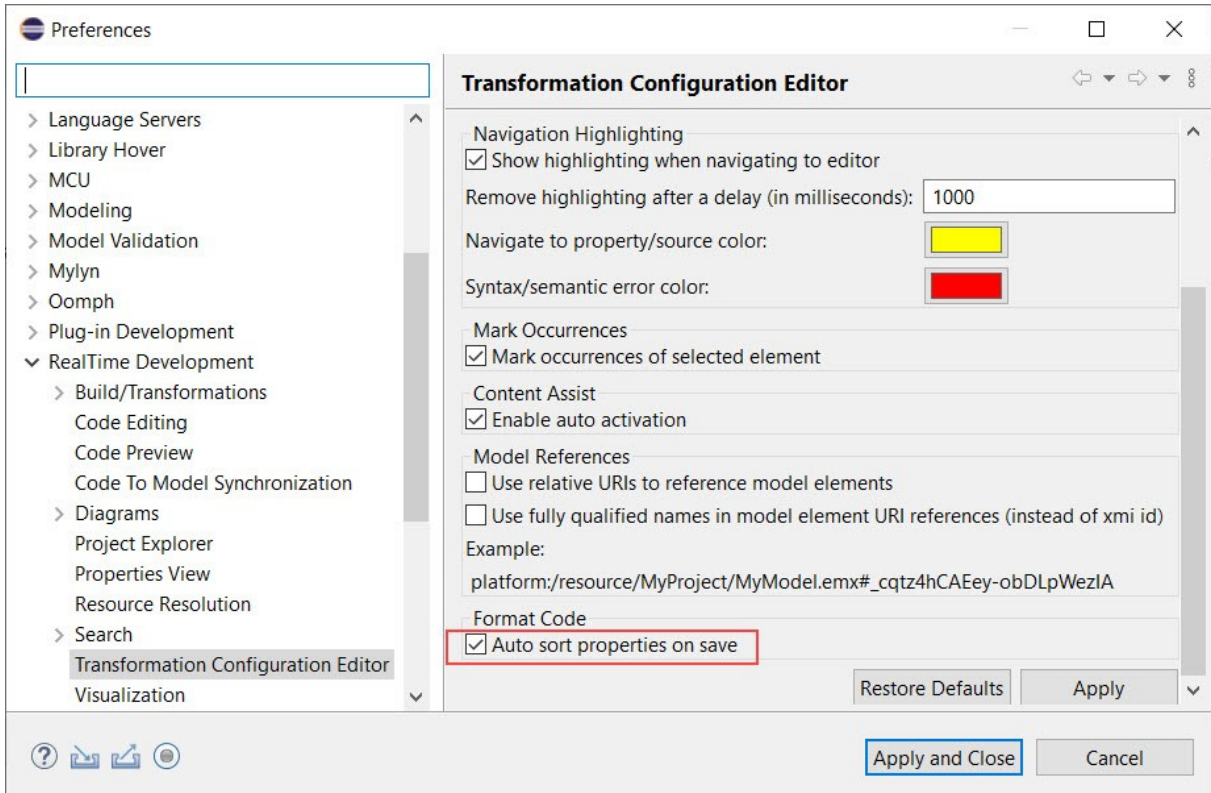 Preferences
Language Servers
Library Hover
MCU
Modeling
Model Validation
Mylyn
Oomph
Plug-in Development
RealTime Development
Build/Transformations
Code Editing
Code Preview
Code To Model Synchronization
Diagrams
Project Explorer
Properties View
Resource Resolution
Search
Transformation Configuration Editor
Visualization
Transformation Configuration Editor
Navigation Highlighting
Show highlighting when navigating to editor
Remove highlighting after a delay (in milliseconds): 1000
Navigate to property/source color:
Syntax/semantic error color:
Mark Occurrences
Mark occurrences of selected element
Content Assist
Enable auto activation
Model References
Use relative URIs to reference model elements
Use fully qualified names in model element URI references (instead of xmi id)
Example:
platform:/resource/MyProject/MyModel.emx#_cqtz4hCAEey-obDLpWezIA
Format Code
Auto sort properties on save
Restore Defaults Apply
Apply and Close Cancel